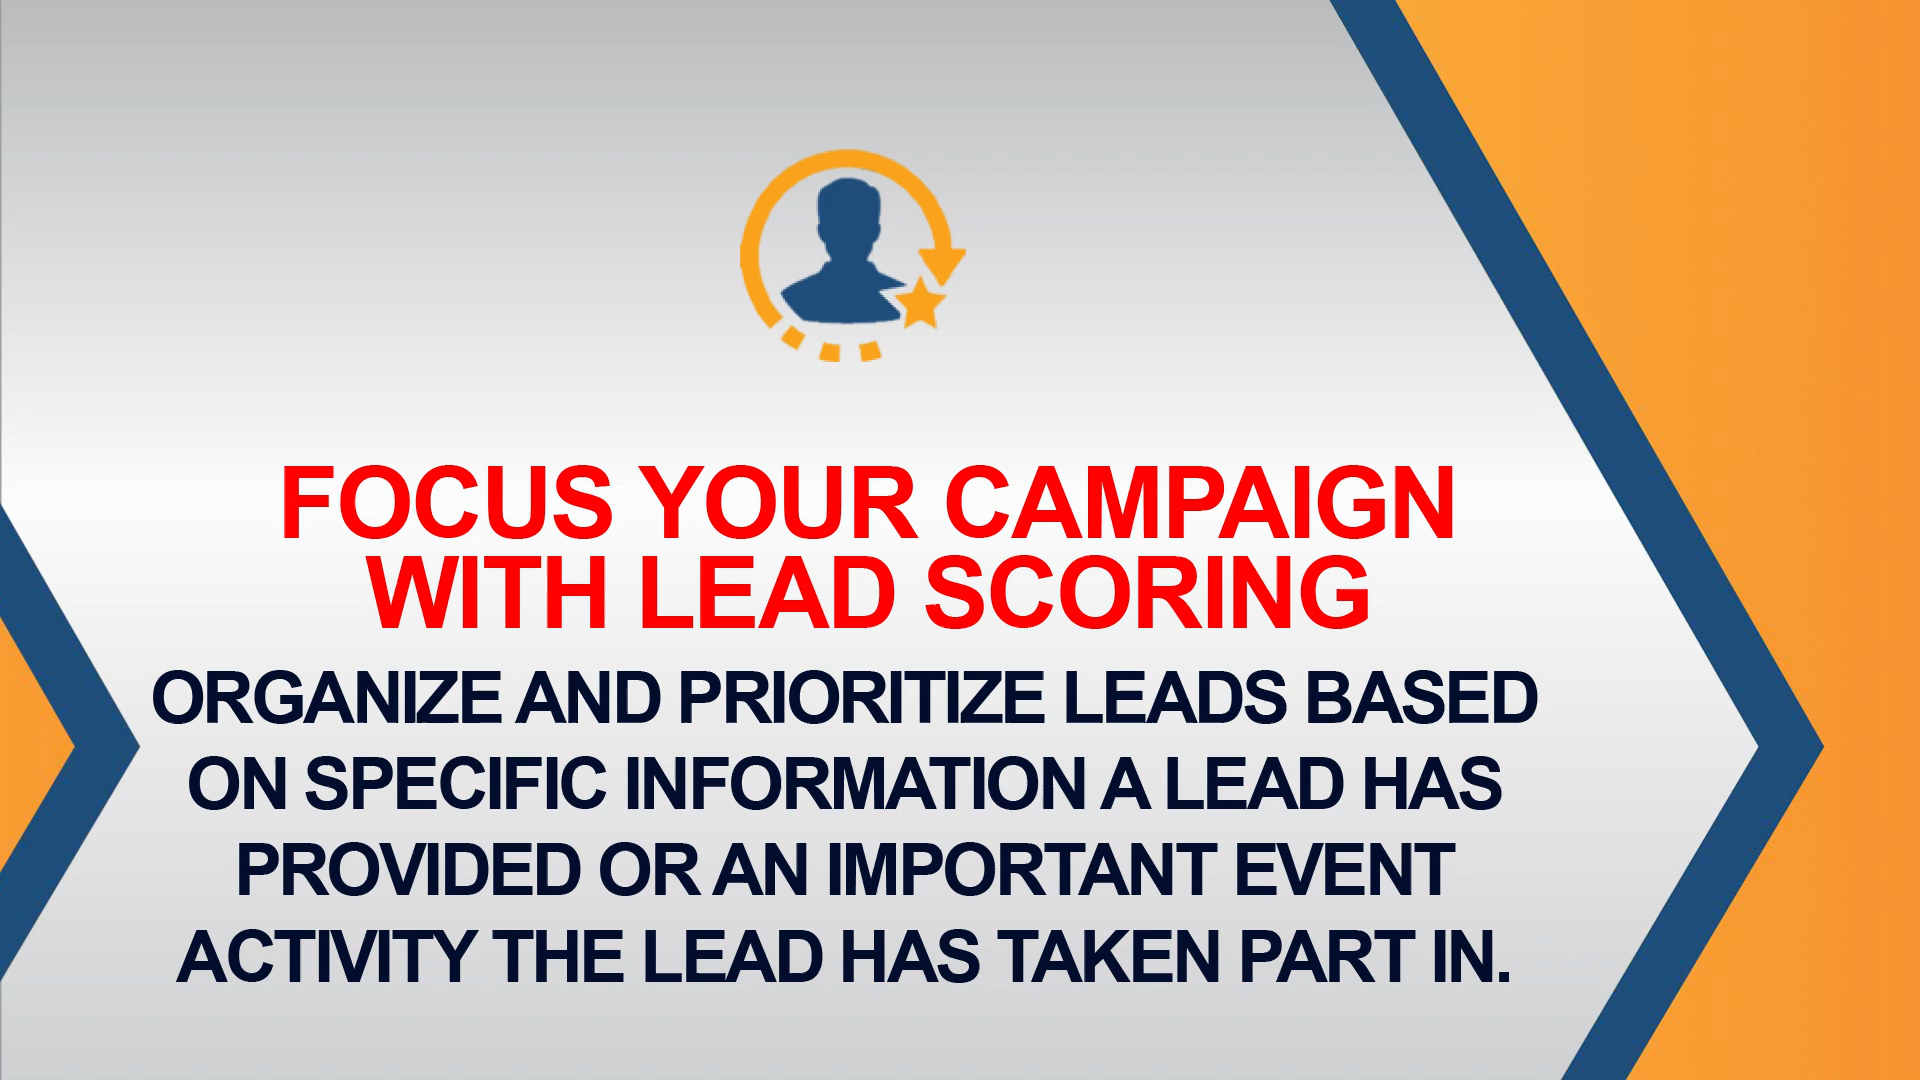 FOCUS YOUR CAMPAIGN
WITH LEAD SCORING
ORGANIZE AND PRIORITIZE LEADS BASED
ON SPECIFIC INFORMATION A LEAD HAS
PROVIDED OR AN IMPORTANT EVENT
ACTIVITY THE LEAD HAS TAKEN PART IN.